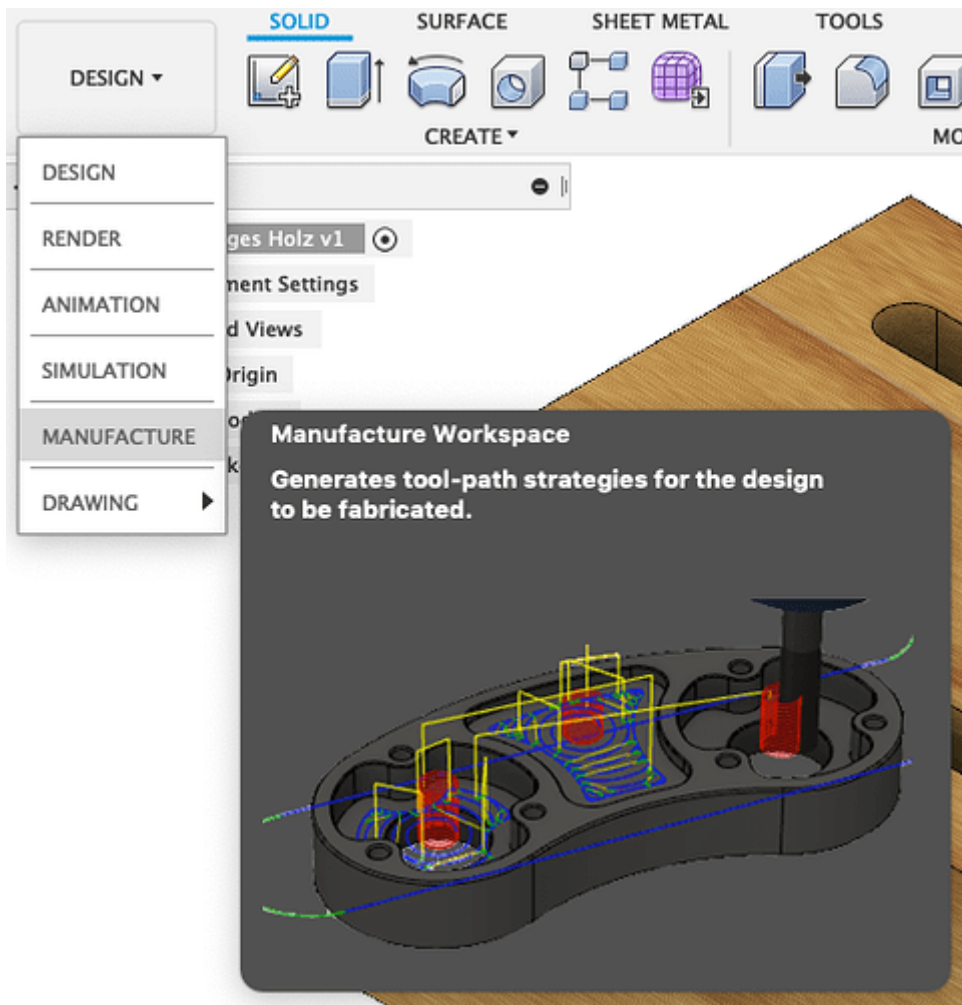 SOLID SURFACE SHEET METAL TOOLS
DESIGN ▾
CREATE ▾
DESIGN
RENDER
ges Holz v1
ment Settings
ANIMATION
d Views
SIMULATION
Origin
MANUFACTURE
Manufacture Workspace
Generates tool-path strategies for the design
to be fabricated.
DRAWING